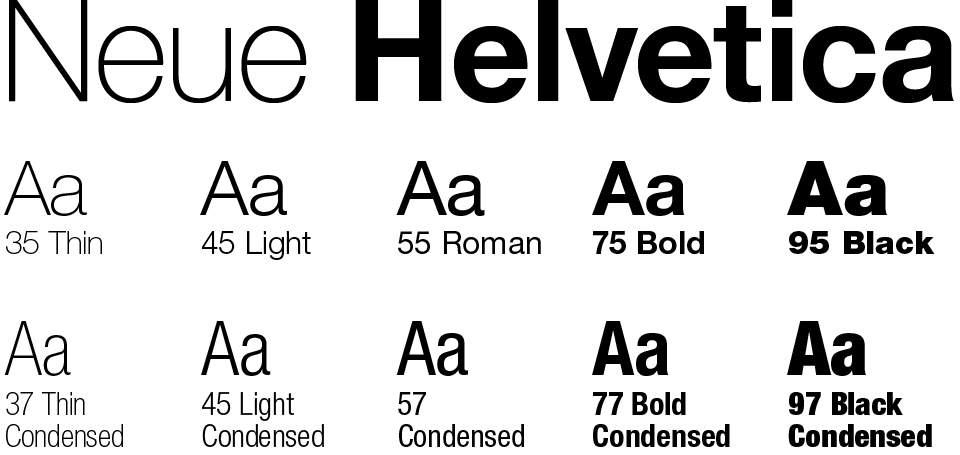 Neue Helvetica
Aa Aa Aa Aa Aa
35 Thin 45 Light 55 Roman 75 Bold 95 Black
Aa Aa Aa Aa Aa
37 Thin 45 Light 57 77 Bold 97 Black
Condensed Condensed Condensed Condensed Condensed